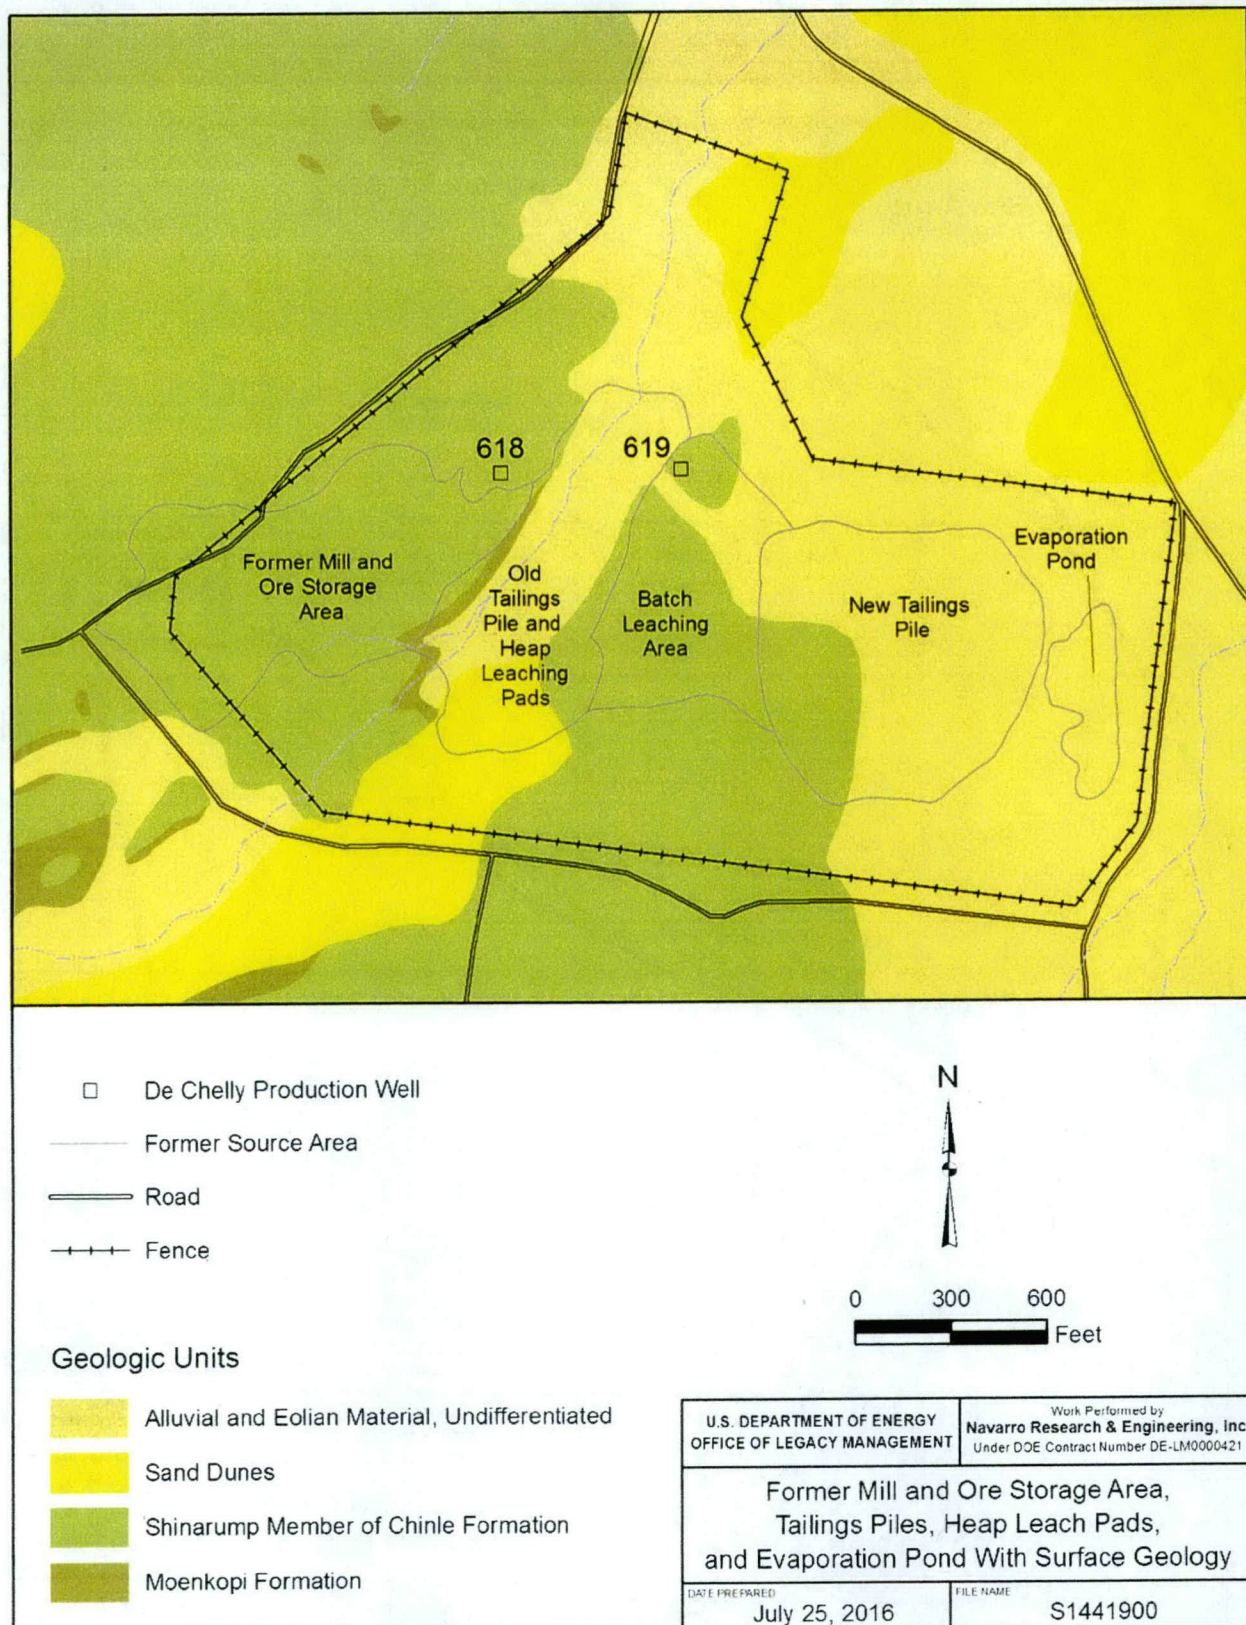 618
619
Former Mill and
Ore Storage
Area
Old
Tailings
Pile and
Heap
Leaching
Pads
Batch
Leaching
Area
New Tailings
Pile
Evaporation
Pond
De Chelly Production Well
Former Source Area
Road
Fence
N
0 300 600
Feet
Geologic Units
Alluvial and Eolian Material, Undifferentiated
Sand Dunes
Shinarump Member of Chinle Formation
Moenkopi Formation
U.S. DEPARTMENT OF ENERGY
OFFICE OF LEGACY MANAGEMENT
Work Performed by
Navarro Research & Engineering, Inc
Under DOE Contract Number DE-LM0000421
Former Mill and Ore Storage Area,
Tailings Piles, Heap Leach Pads,
and Evaporation Pond With Surface Geology
DATE PREPARED
July 25, 2016
FILE NAME
S1441900